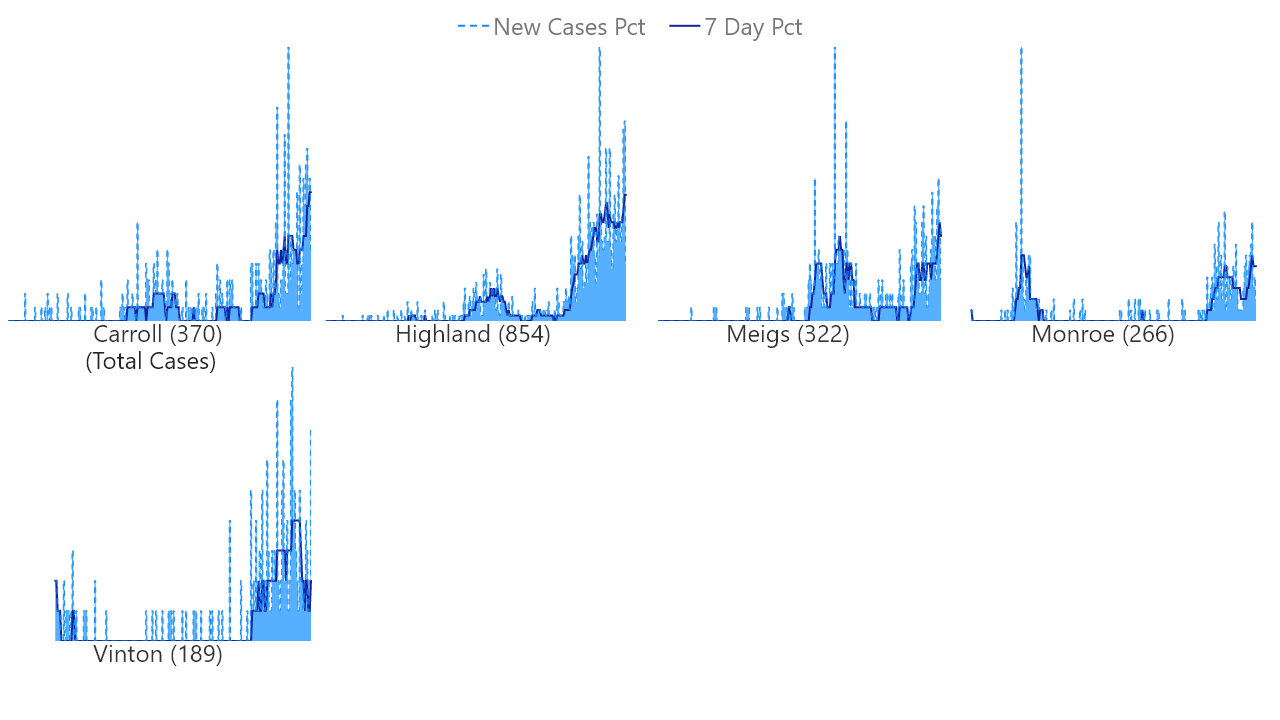 New Cases Pct 7 Day Pct
Carroll (370)
(Total Cases)
Highland (854)
Meigs (322)
Monroe (266)
Vinton (189)